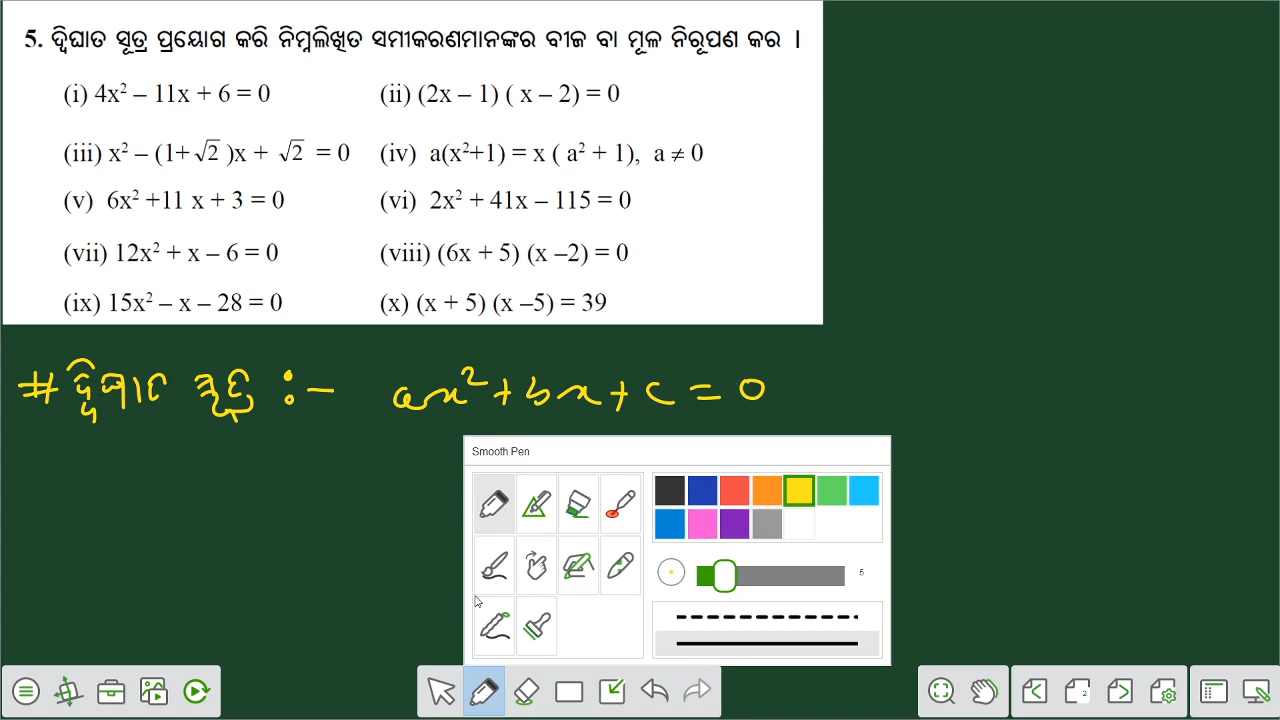 5. ଦ୍ୱିଘାତ ସୂତ୍ର ପ୍ରୟୋଗ କରି ନିମ୍ନଲିଖିତ ସମୀକରଣମାନଙ୍କର ବୀଜ ବା ମୂଳ ନିରୂପଣ କର ।
(i) 4x² – 11x + 6 = 0 (ii) (2x – 1) ( x – 2) = 0
(iii) x² – (1+√2 )x + √2 = 0 (iv) a(x²+1) = x ( a² + 1), a ≠ 0
(v) 6x² +11 x + 3 = 0 (vi) 2x² + 41x – 115 = 0
(vii) 12x² + x – 6 = 0 (viii) (6x + 5) (x –2) = 0
(ix) 15x² – x – 28 = 0 (x) (x + 5) (x –5) = 39
# ଦ୍ୱିଘାତ ସୂତ୍ର :- ax² + bx + c = 0
Smooth Pen
5
2